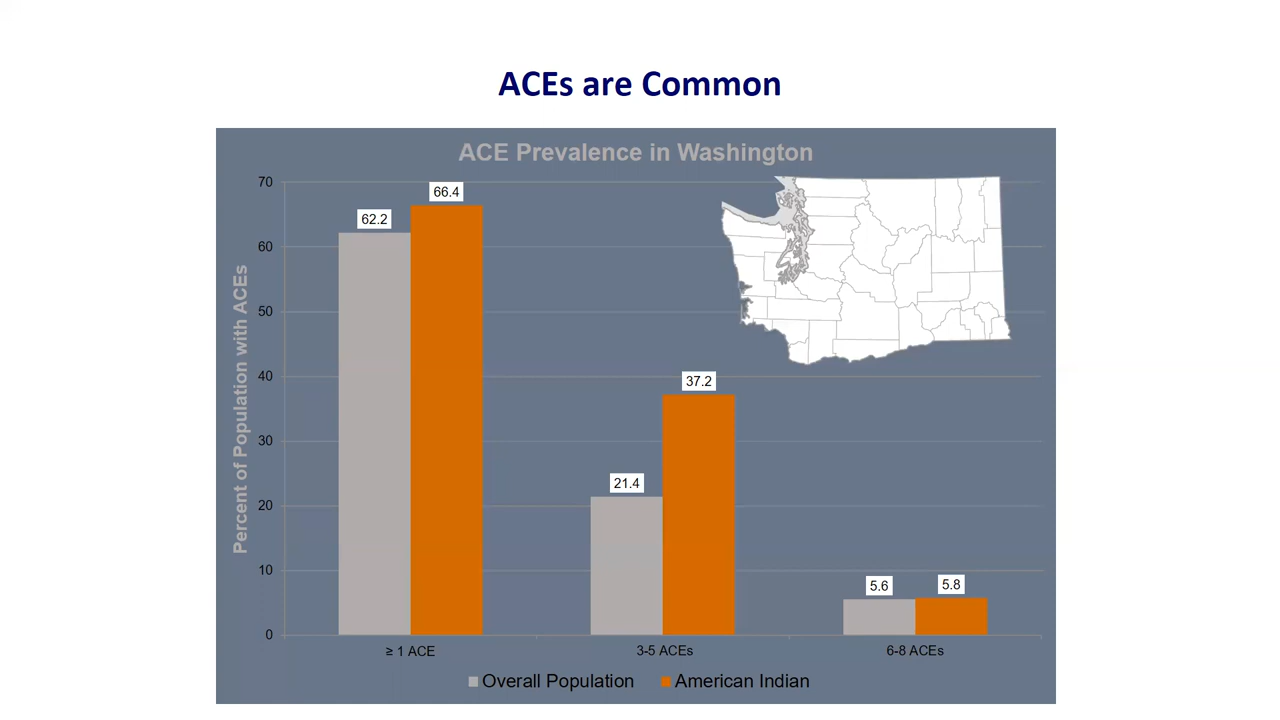 ACEs are Common
ACE Prevalence in Washington
Percent of Population with ACEs
70
60
50
40
30
20
10
0
62.2
66.4
21.4
37.2
5.6
5.8
≥ 1 ACE
3-5 ACEs
6-8 ACEs
Overall Population
American Indian